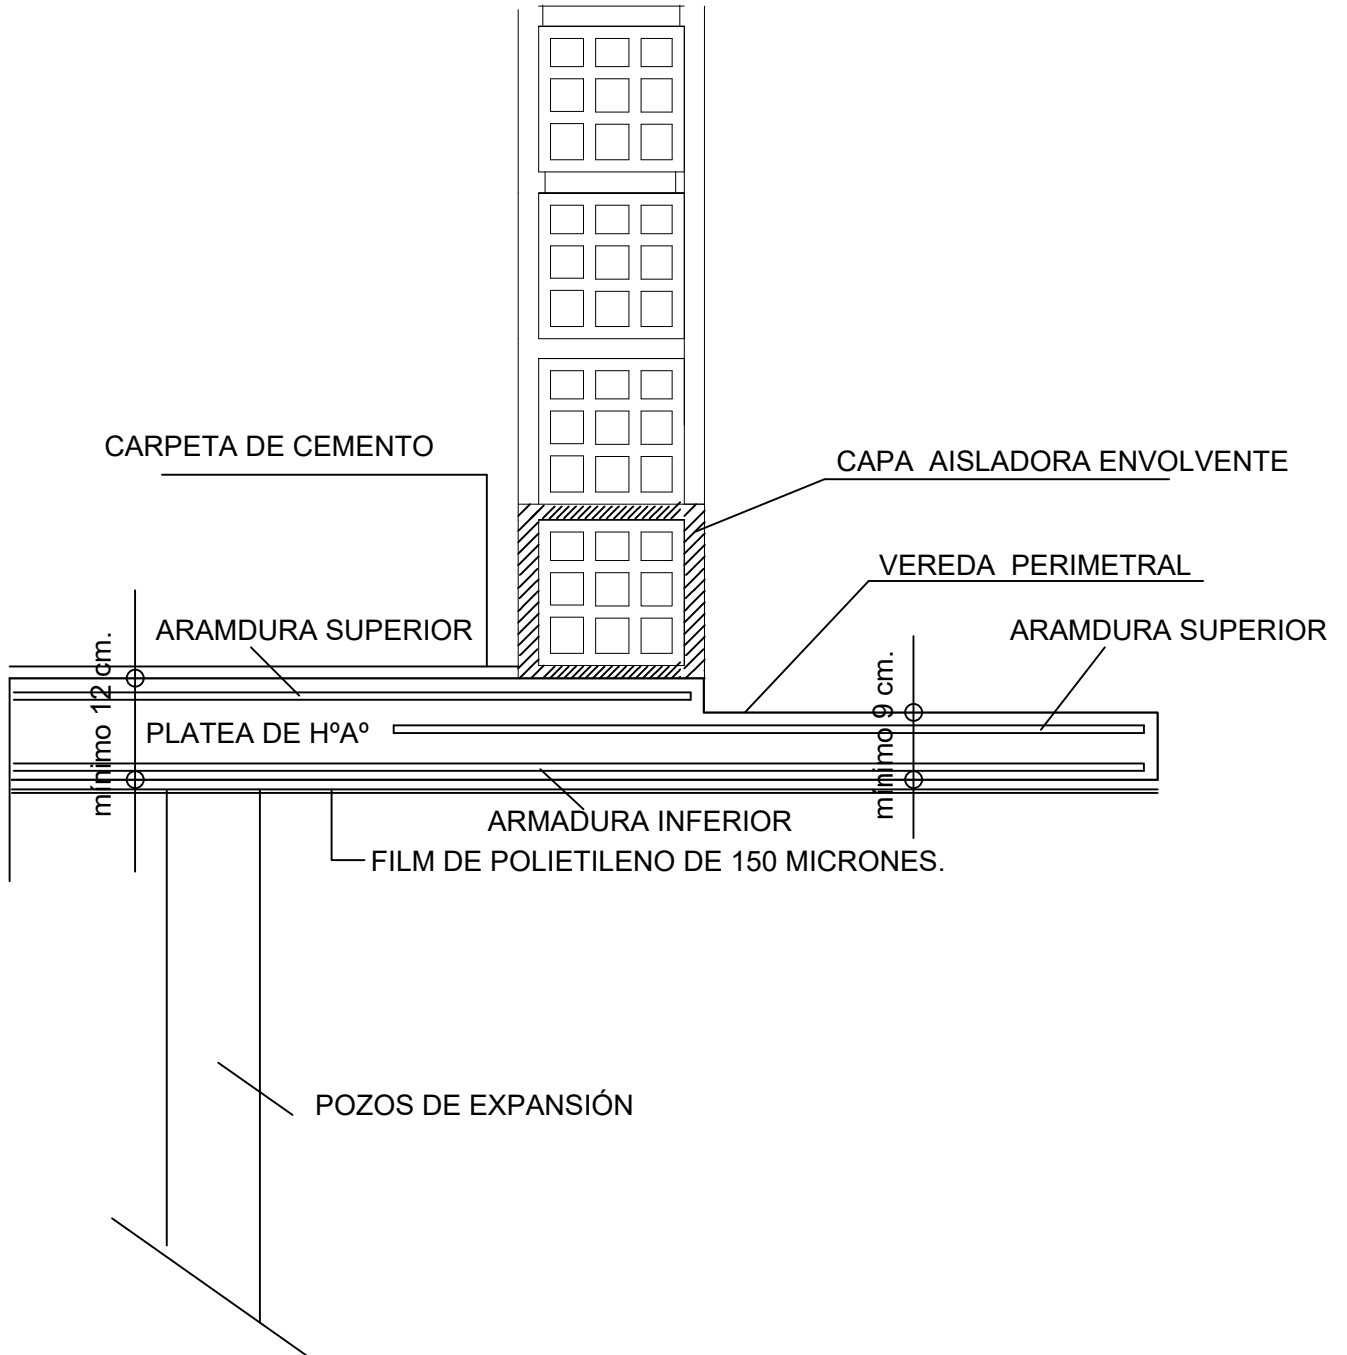 CARPETA DE CEMENTO
CAPA AISLADORA ENVOLVENTE
VEREDA PERIMETRAL
ARAMDURA SUPERIOR
ARAMDURA SUPERIOR
mínimo 12 cm.
PLATEA DE HºAº
mínimo 9 cm.
ARMADURA INFERIOR
FILM DE POLIETILENO DE 150 MICRONES.
POZOS DE EXPANSIÓN